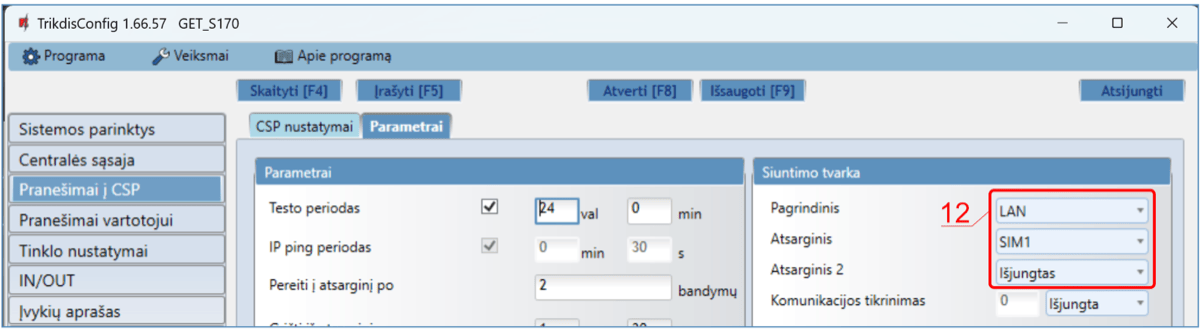 TrikdisConfig 1.66.57 GET_S170
Programa Veiksmai Apie programą
Skaityti [F4] Įrašyti [F5] Atverti [F8] Išsaugoti [F9] Atsijungti
Sistemos parinktys
Centralės sąsaja
Pranešimai į CSP
Pranešimai vartotojui
Tinklo nustatymai
IN/OUT
Įvykių aprašas
CSP nustatymai Parametrai
Parametrai
Testo periodas 24 val 0 min
IP ping periodas 0 min 30 s
Pereiti į atsarginį po 2 bandymų
Siuntimo tvarka
12
Pagrindinis LAN
Atsarginis SIM1
Atsarginis 2 Išjungtas
Komunikacijos tikrinimas 0 Išjungta